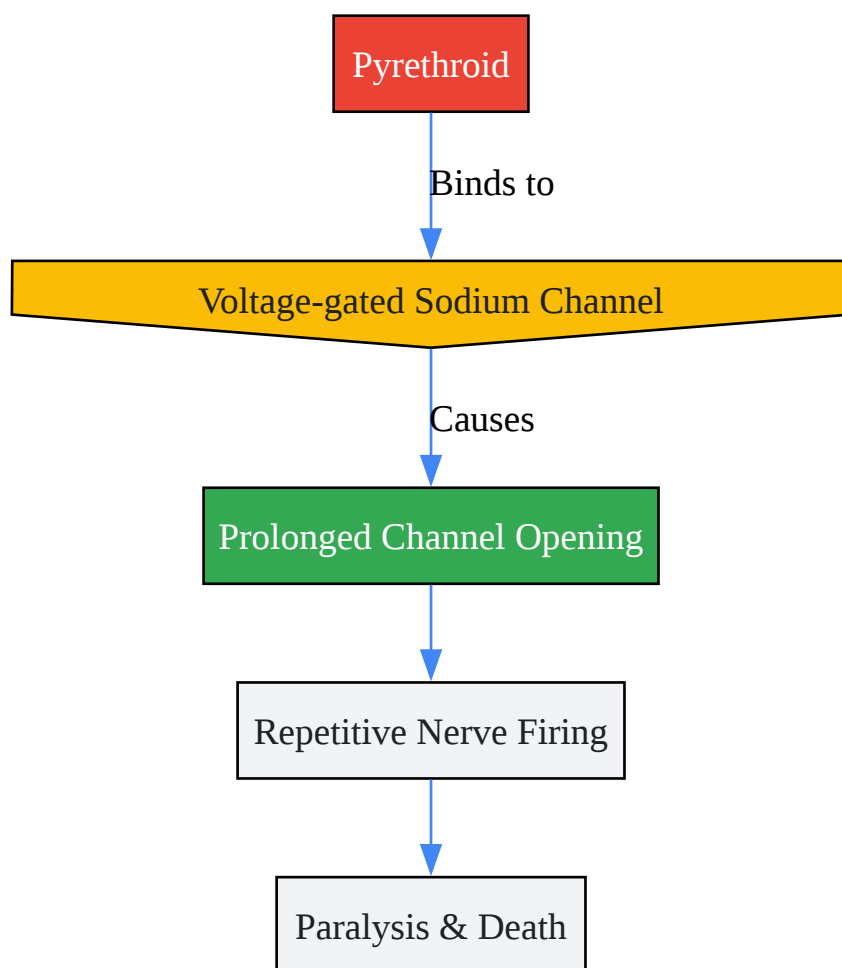 Pyrethroid
Binds to
Voltage-gated Sodium Channel
Causes
Prolonged Channel Opening
Repetitive Nerve Firing
Paralysis & Death